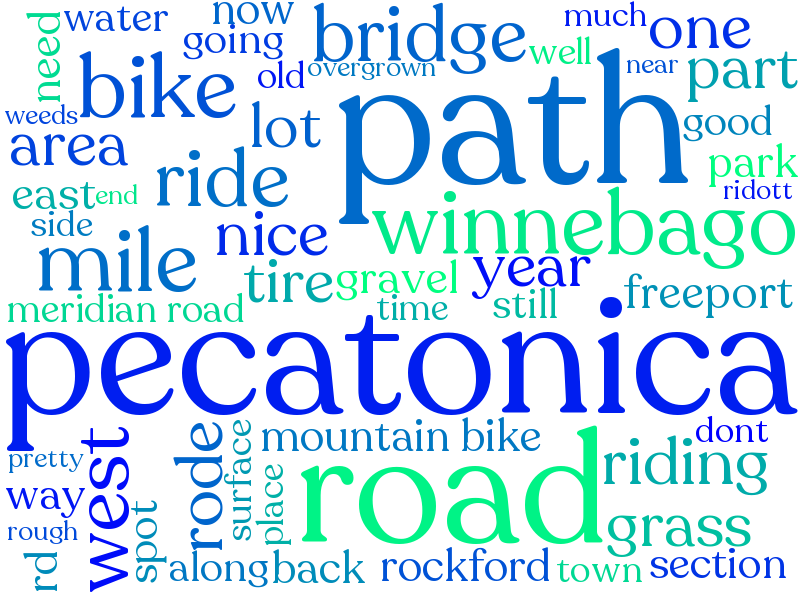 water
now
going
bridge
much
one
need
bike
old
overgrown
well
near
part
weeds
area
lot
path
good
ride
park
east
end
ridott
side
nice
winnebago
mile
tire
gravel
year
freeport
meridian road
time
still
pecatonica
west
rode
surface
mountain bike
dont
pretty
way
place
road
riding
rough
spot
grass
rd
along
back
rockford
town
section